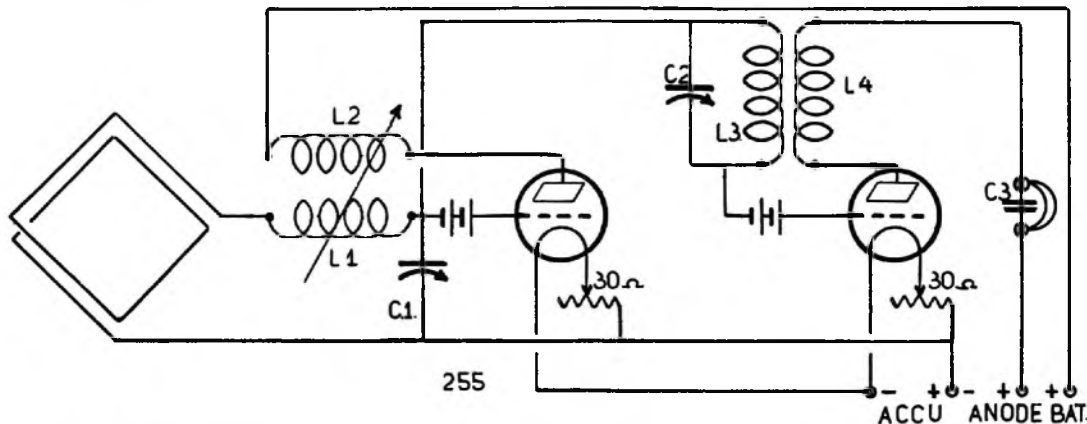 C2
L4
L2
L3
C3
L1
30Ω
30Ω
C1.
255
- + - + +
ACCU ANODE BAT.